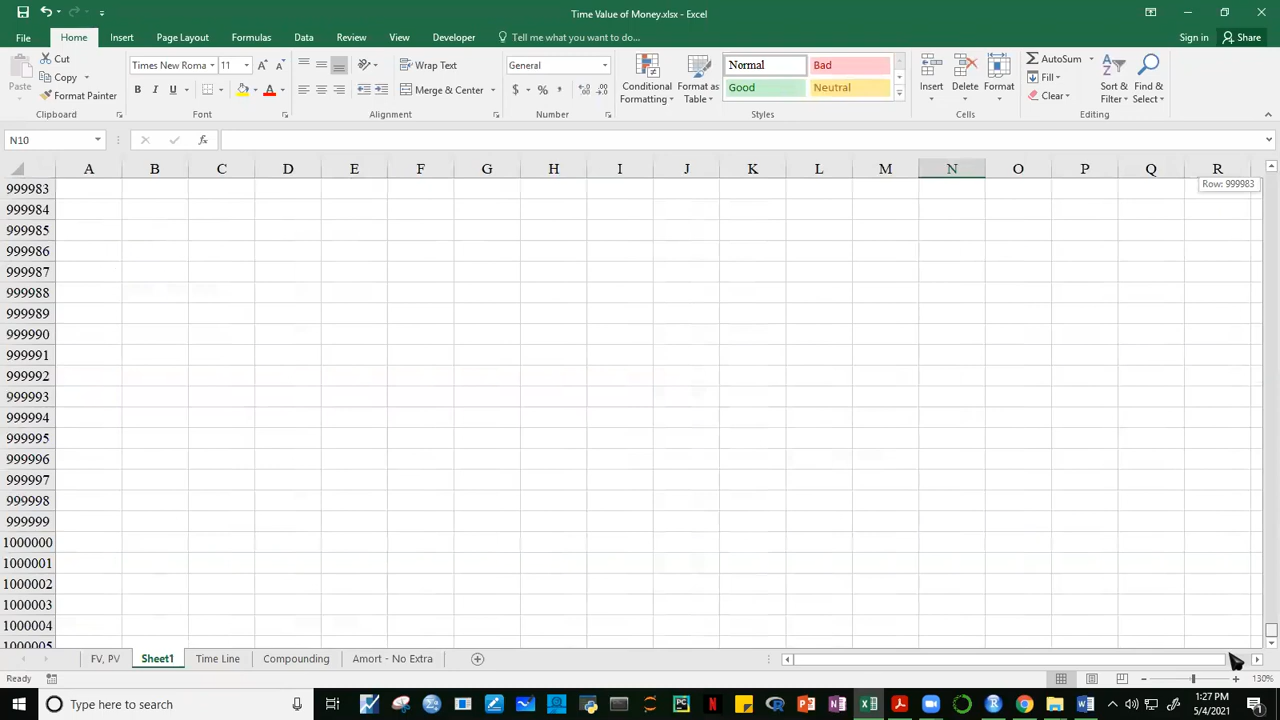 Time Value of Money.xlsx - Excel
File Home Insert Page Layout Formulas Data Review View Developer Tell me what you want to do... Sign in Share
Paste Cut Copy Format Painter Clipboard
Times New Roma 11 B I U A Font
Wrap Text Merge & Center Alignment
General $ % , Number
Conditional Formatting Format as Table Normal Bad Good Neutral Styles
Insert Delete Format Cells
AutoSum Fill Clear Sort & Filter Find & Select Editing
N10 fx
A B C D E F G H I J K L M N O P Q R
Row: 999983
999983
999984
999985
999986
999987
999988
999989
999990
999991
999992
999993
999994
999995
999996
999997
999998
999999
1000000
1000001
1000002
1000003
1000004
1000005
FV, PV Sheet1 Time Line Compounding Amort - No Extra
Ready 130%
Type here to search 1:27 PM
5/4/2021